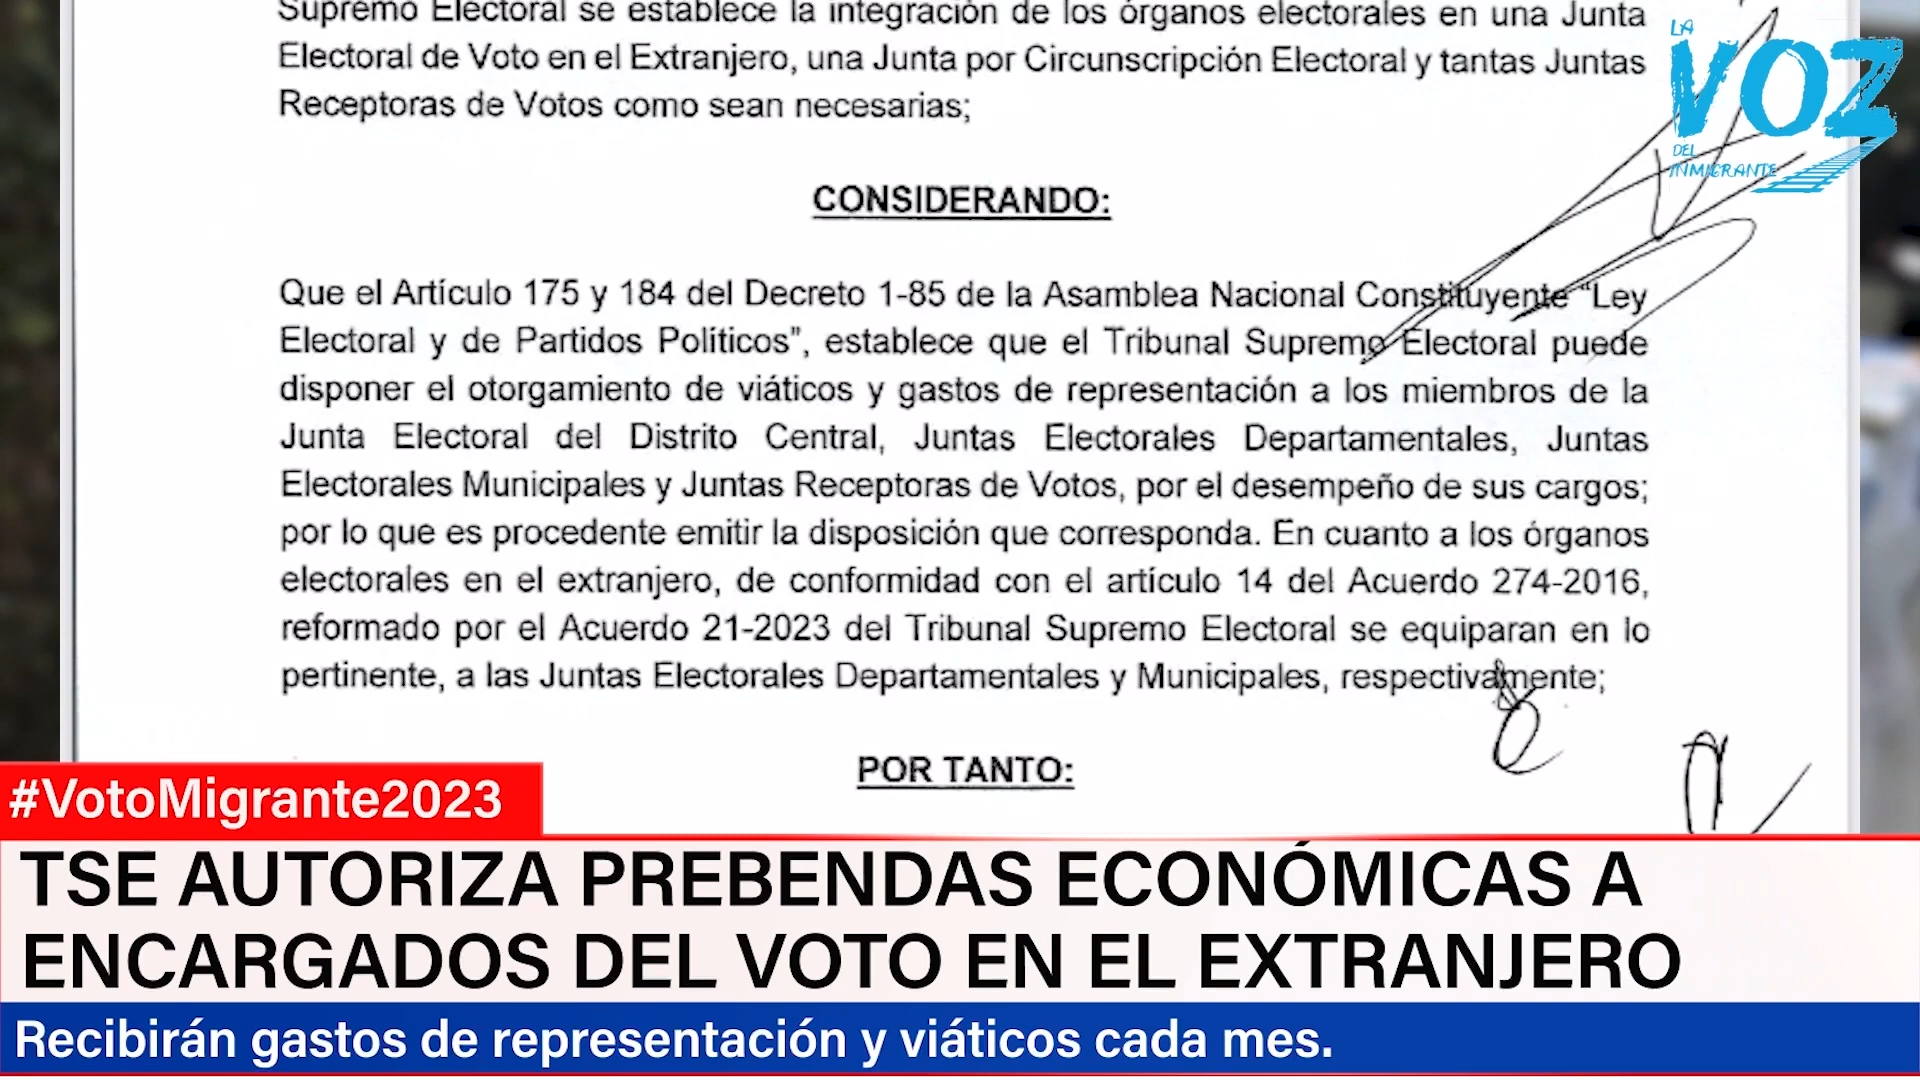 Supremo Electoral se establece la integración de los órganos electorales en una Junta
Electoral de Voto en el Extranjero, una Junta por Circunscripción Electoral y tantas Juntas
Receptoras de Votos como sean necesarias;
LA
VOZ
DEL
INMIGRANTE
CONSIDERANDO:
Que el Artículo 175 y 184 del Decreto 1-85 de la Asamblea Nacional Constituyente “Ley
Electoral y de Partidos Políticos”, establece que el Tribunal Supremo Electoral puede
disponer el otorgamiento de viáticos y gastos de representación a los miembros de la
Junta Electoral del Distrito Central, Juntas Electorales Departamentales, Juntas
Electorales Municipales y Juntas Receptoras de Votos, por el desempeño de sus cargos;
por lo que es procedente emitir la disposición que corresponda. En cuanto a los órganos
electorales en el extranjero, de conformidad con el artículo 14 del Acuerdo 274-2016,
reformado por el Acuerdo 21-2023 del Tribunal Supremo Electoral se equiparan en lo
pertinente, a las Juntas Electorales Departamentales y Municipales, respectivamente;
POR TANTO:
#VotoMigrante2023
TSE AUTORIZA PREBENDAS ECONÓMICAS A
ENCARGADOS DEL VOTO EN EL EXTRANJERO
Recibirán gastos de representación y viáticos cada mes.